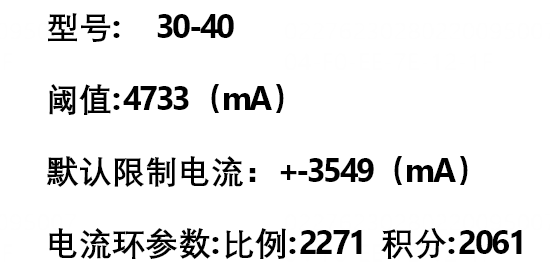 型号:    30-40
阈值:4733（mA）
默认限制电流：+-3549（mA）
电流环参数:比例:2271  积分:2061